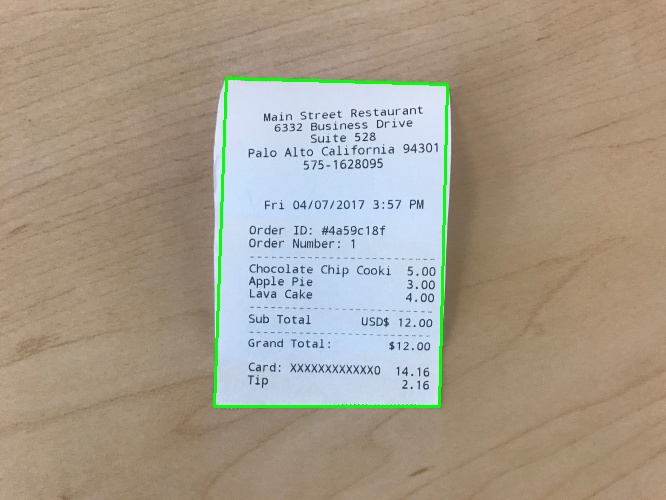 Main Street Restaurant
6332 Business Drive
Suite 528
Palo Alto California 94301
575-1628095
Fri 04/07/2017 3:57 PM
Order ID: #4a59c18f
Order Number: 1
Chocolate Chip Cooki 5.00
Apple Pie 3.00
Lava Cake 4.00
Sub Total USD$ 12.00
Grand Total: $12.00
Card: XXXXXXXXXXXX0 14.16
Tip 2.16